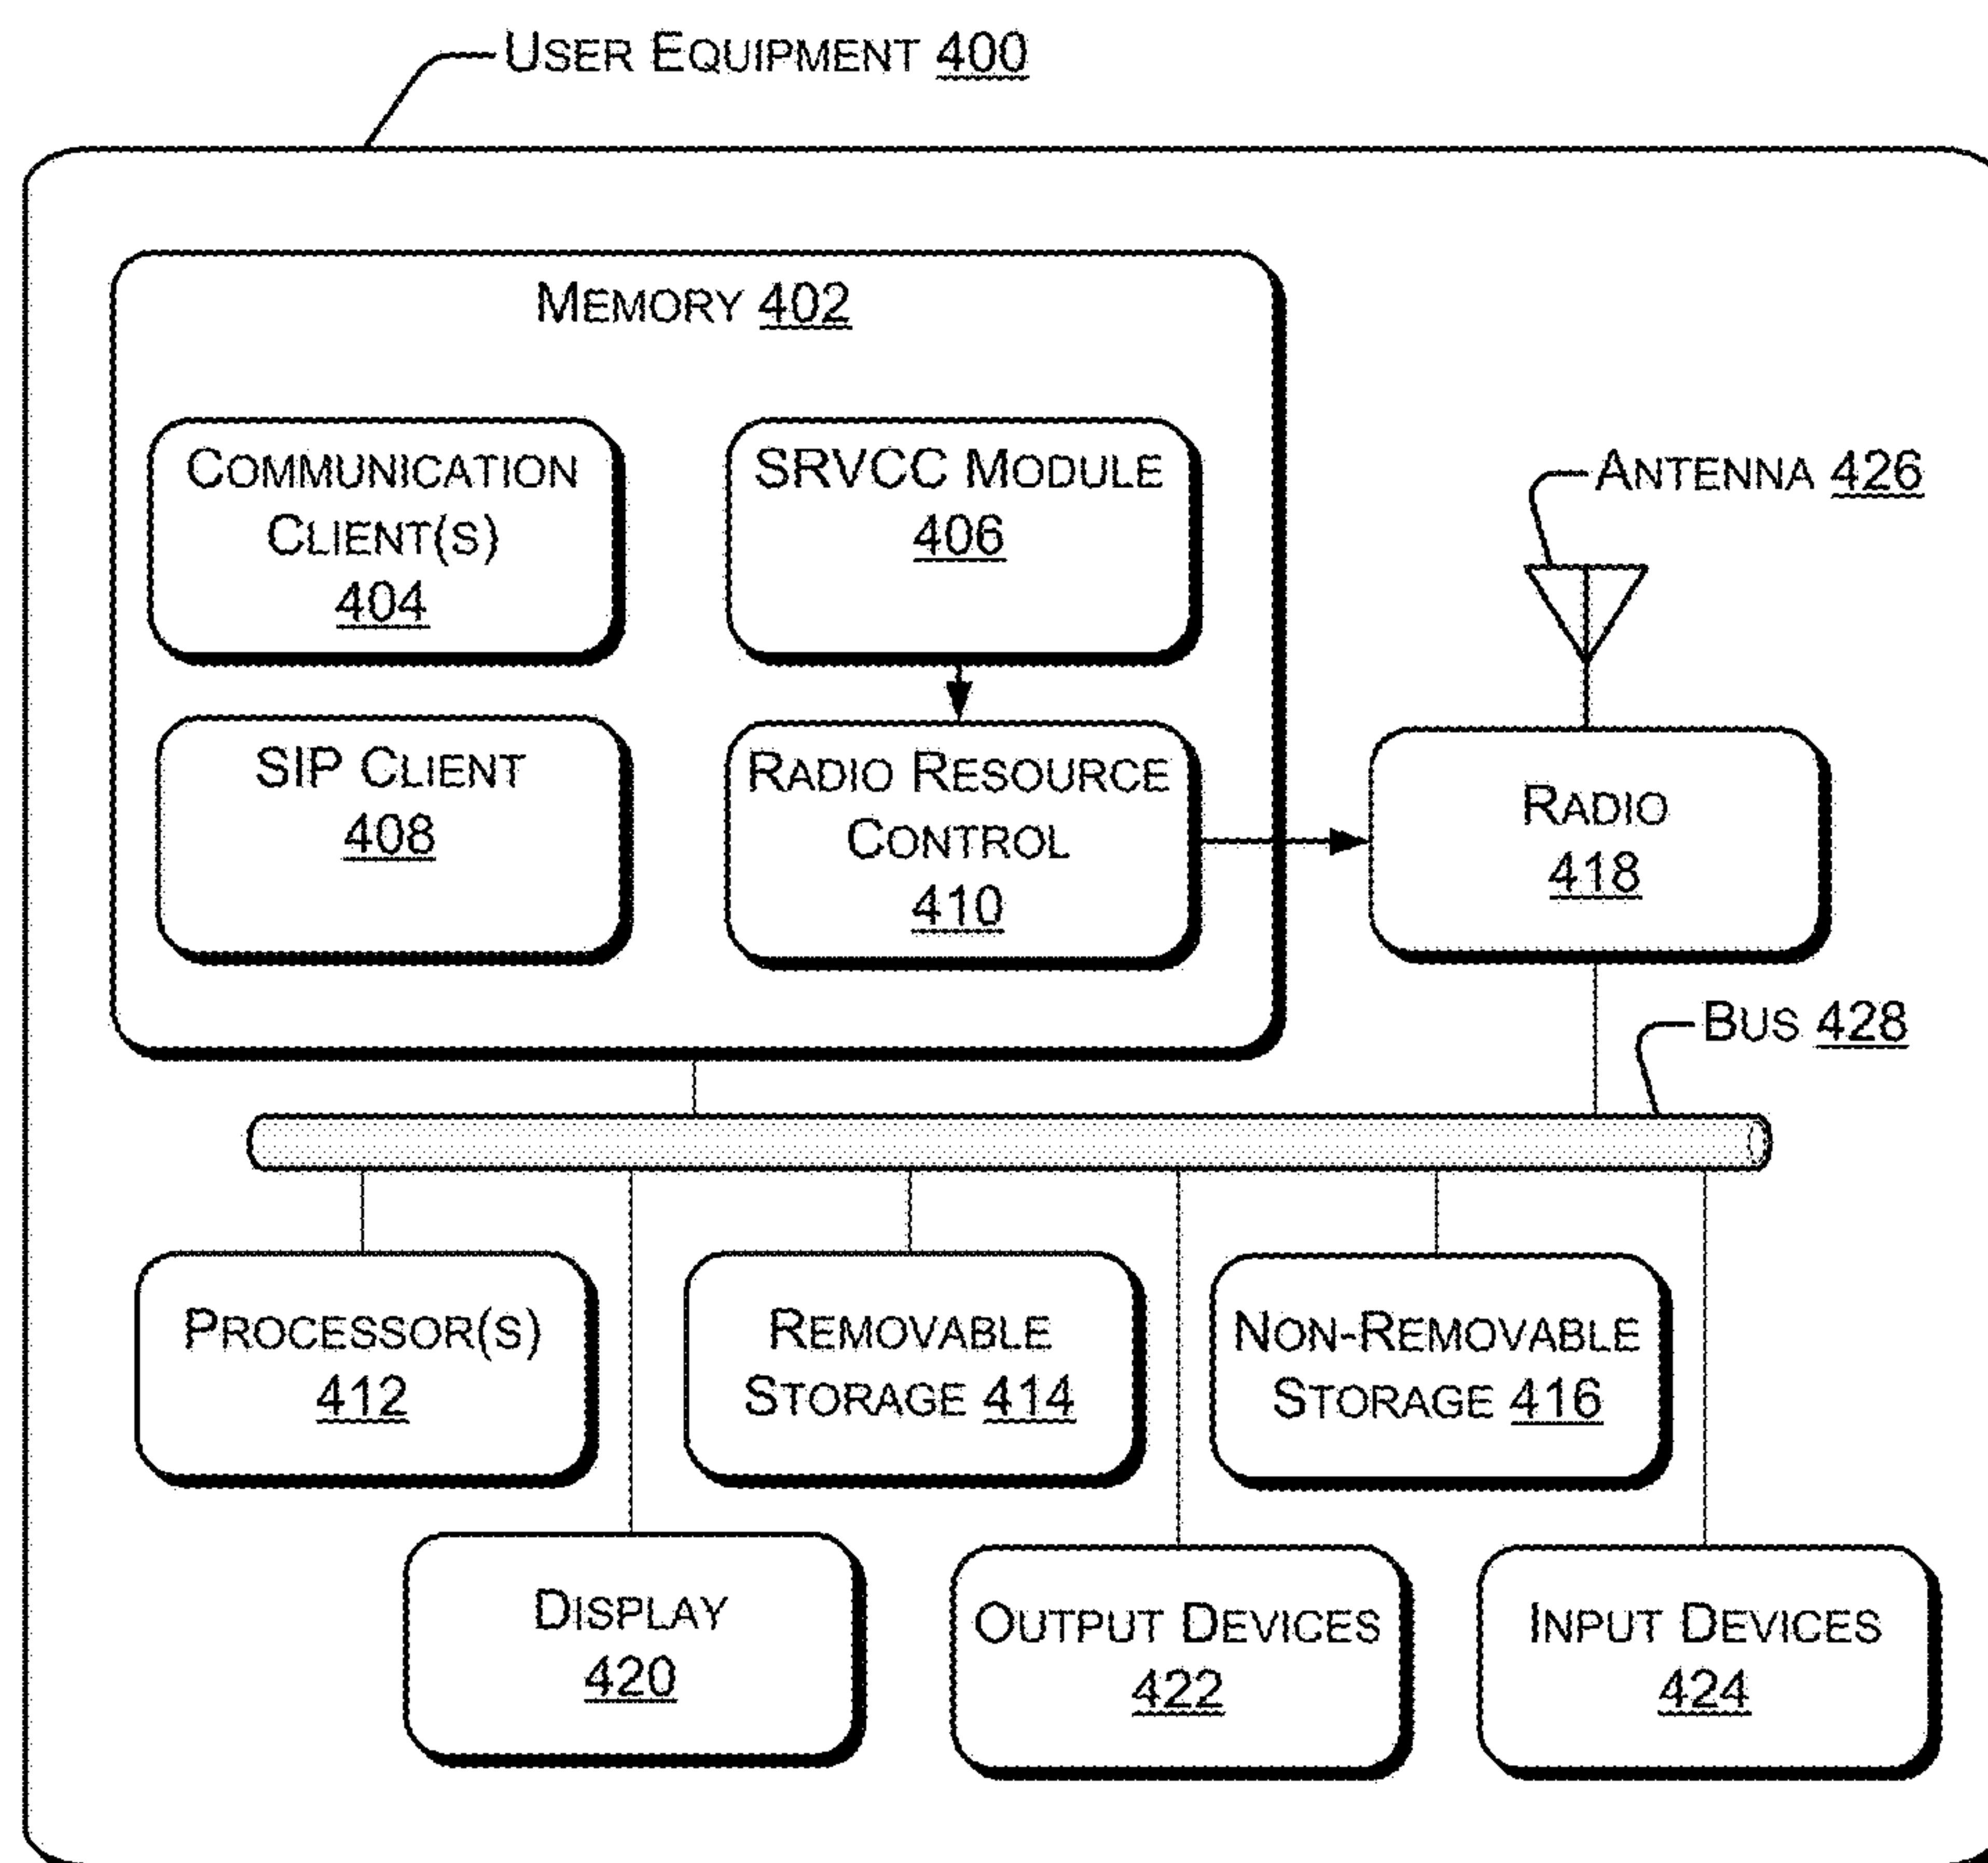 USER EQUIPMENT 400
MEMORY 402
COMMUNICATION
CLIENT(S)
404
SRVCC MODULE
406
SIP CLIENT
408
RADIO RESOURCE
CONTROL
410
ANTENNA 426
RADIO
418
BUS 428
PROCESSOR(S)
412
REMOVABLE
STORAGE 414
NON-REMOVABLE
STORAGE 416
DISPLAY
420
OUTPUT DEVICES
422
INPUT DEVICES
424